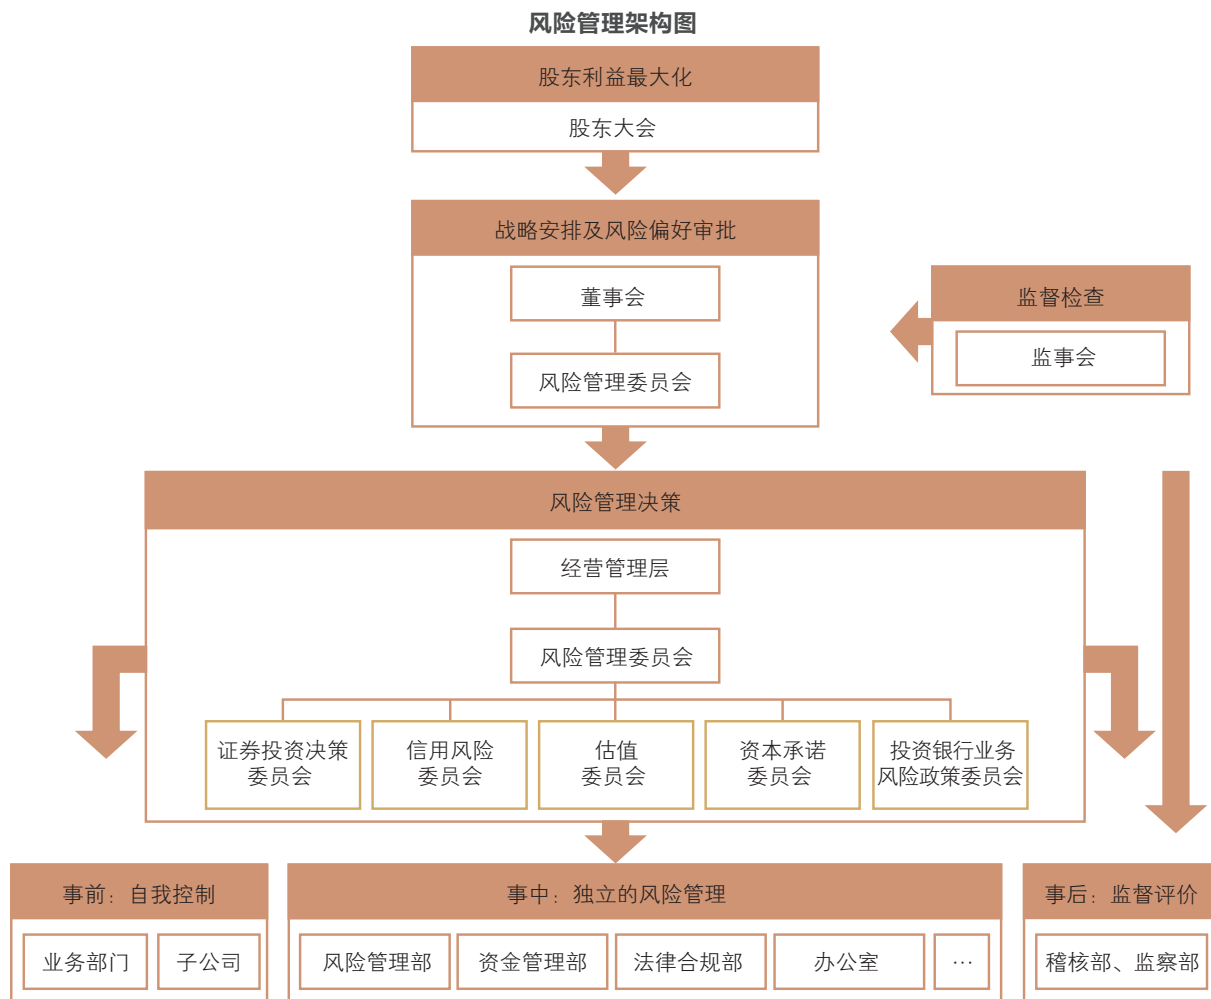 风险管理架构图
股东利益最大化
股东大会
战略安排及风险偏好审批
董事会
风险管理委员会
监督检查
监事会
风险管理决策
经营管理层
风险管理委员会
证券投资决策
委员会
信用风险
委员会
估值
委员会
资本承诺
委员会
投资银行业务
风险政策委员会
事前：自我控制
业务部门
子公司
事中：独立的风险管理
风险管理部
资金管理部
法律合规部
办公室
…
事后：监督评价
稽核部、监察部